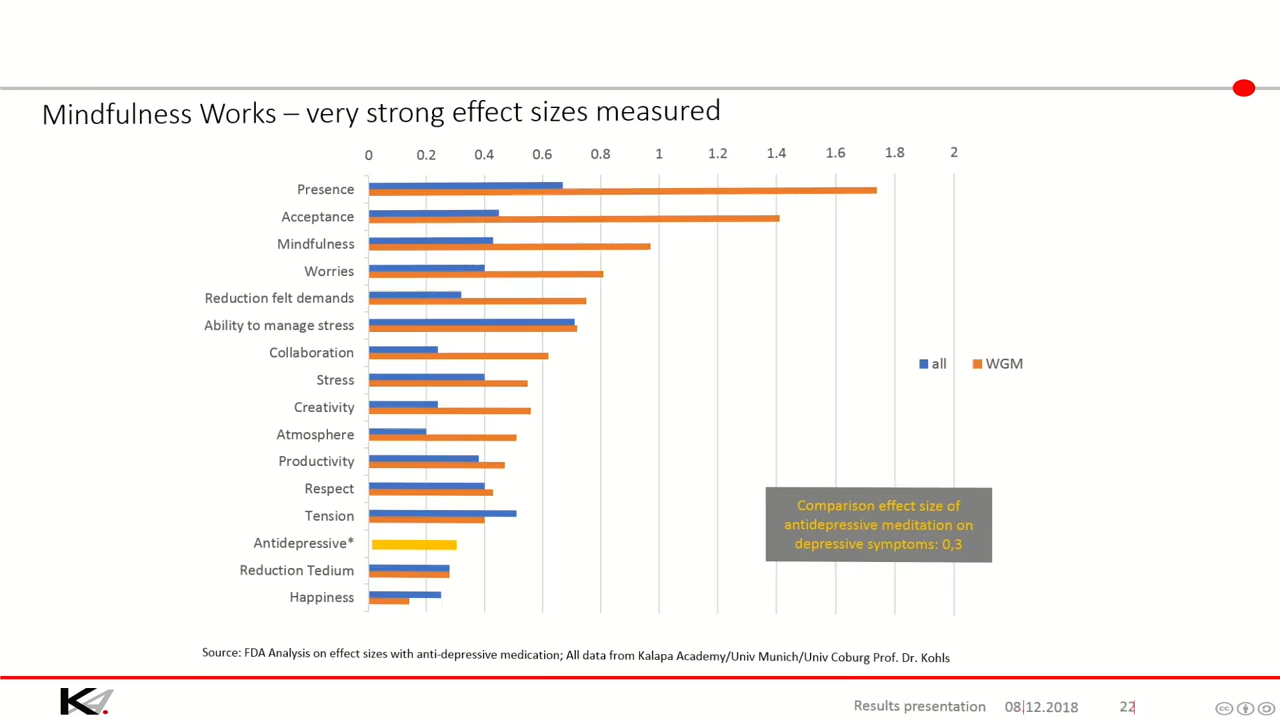 Mindfulness Works – very strong effect sizes measured
0 0.2 0.4 0.6 0.8 1 1.2 1.4 1.6 1.8 2
Presence
Acceptance
Mindfulness
Worries
Reduction felt demands
Ability to manage stress
Collaboration
Stress
Creativity
Atmosphere
Productivity
Respect
Tension
Antidepressive*
Reduction Tedium
Happiness
all WGM
Comparison effect size of
antidepressive meditation on
depressive symptoms: 0,3
Source: FDA Analysis on effect sizes with anti-depressive medication; All data from Kalapa Academy/Univ Munich/Univ Coburg Prof. Dr. Kohls
K4.
Results presentation 08|12.2018 22|
cc